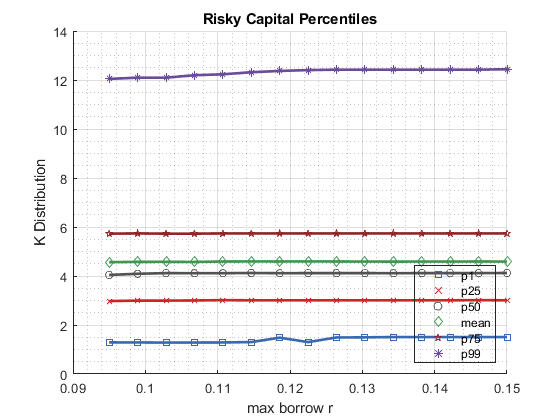 Risky Capital Percentiles
14
12
10
8
6
4
2
0
K Distribution
p1
p25
p50
mean
p75
p99
0.09
0.1
0.11
0.12
0.13
0.14
0.15
max borrow r